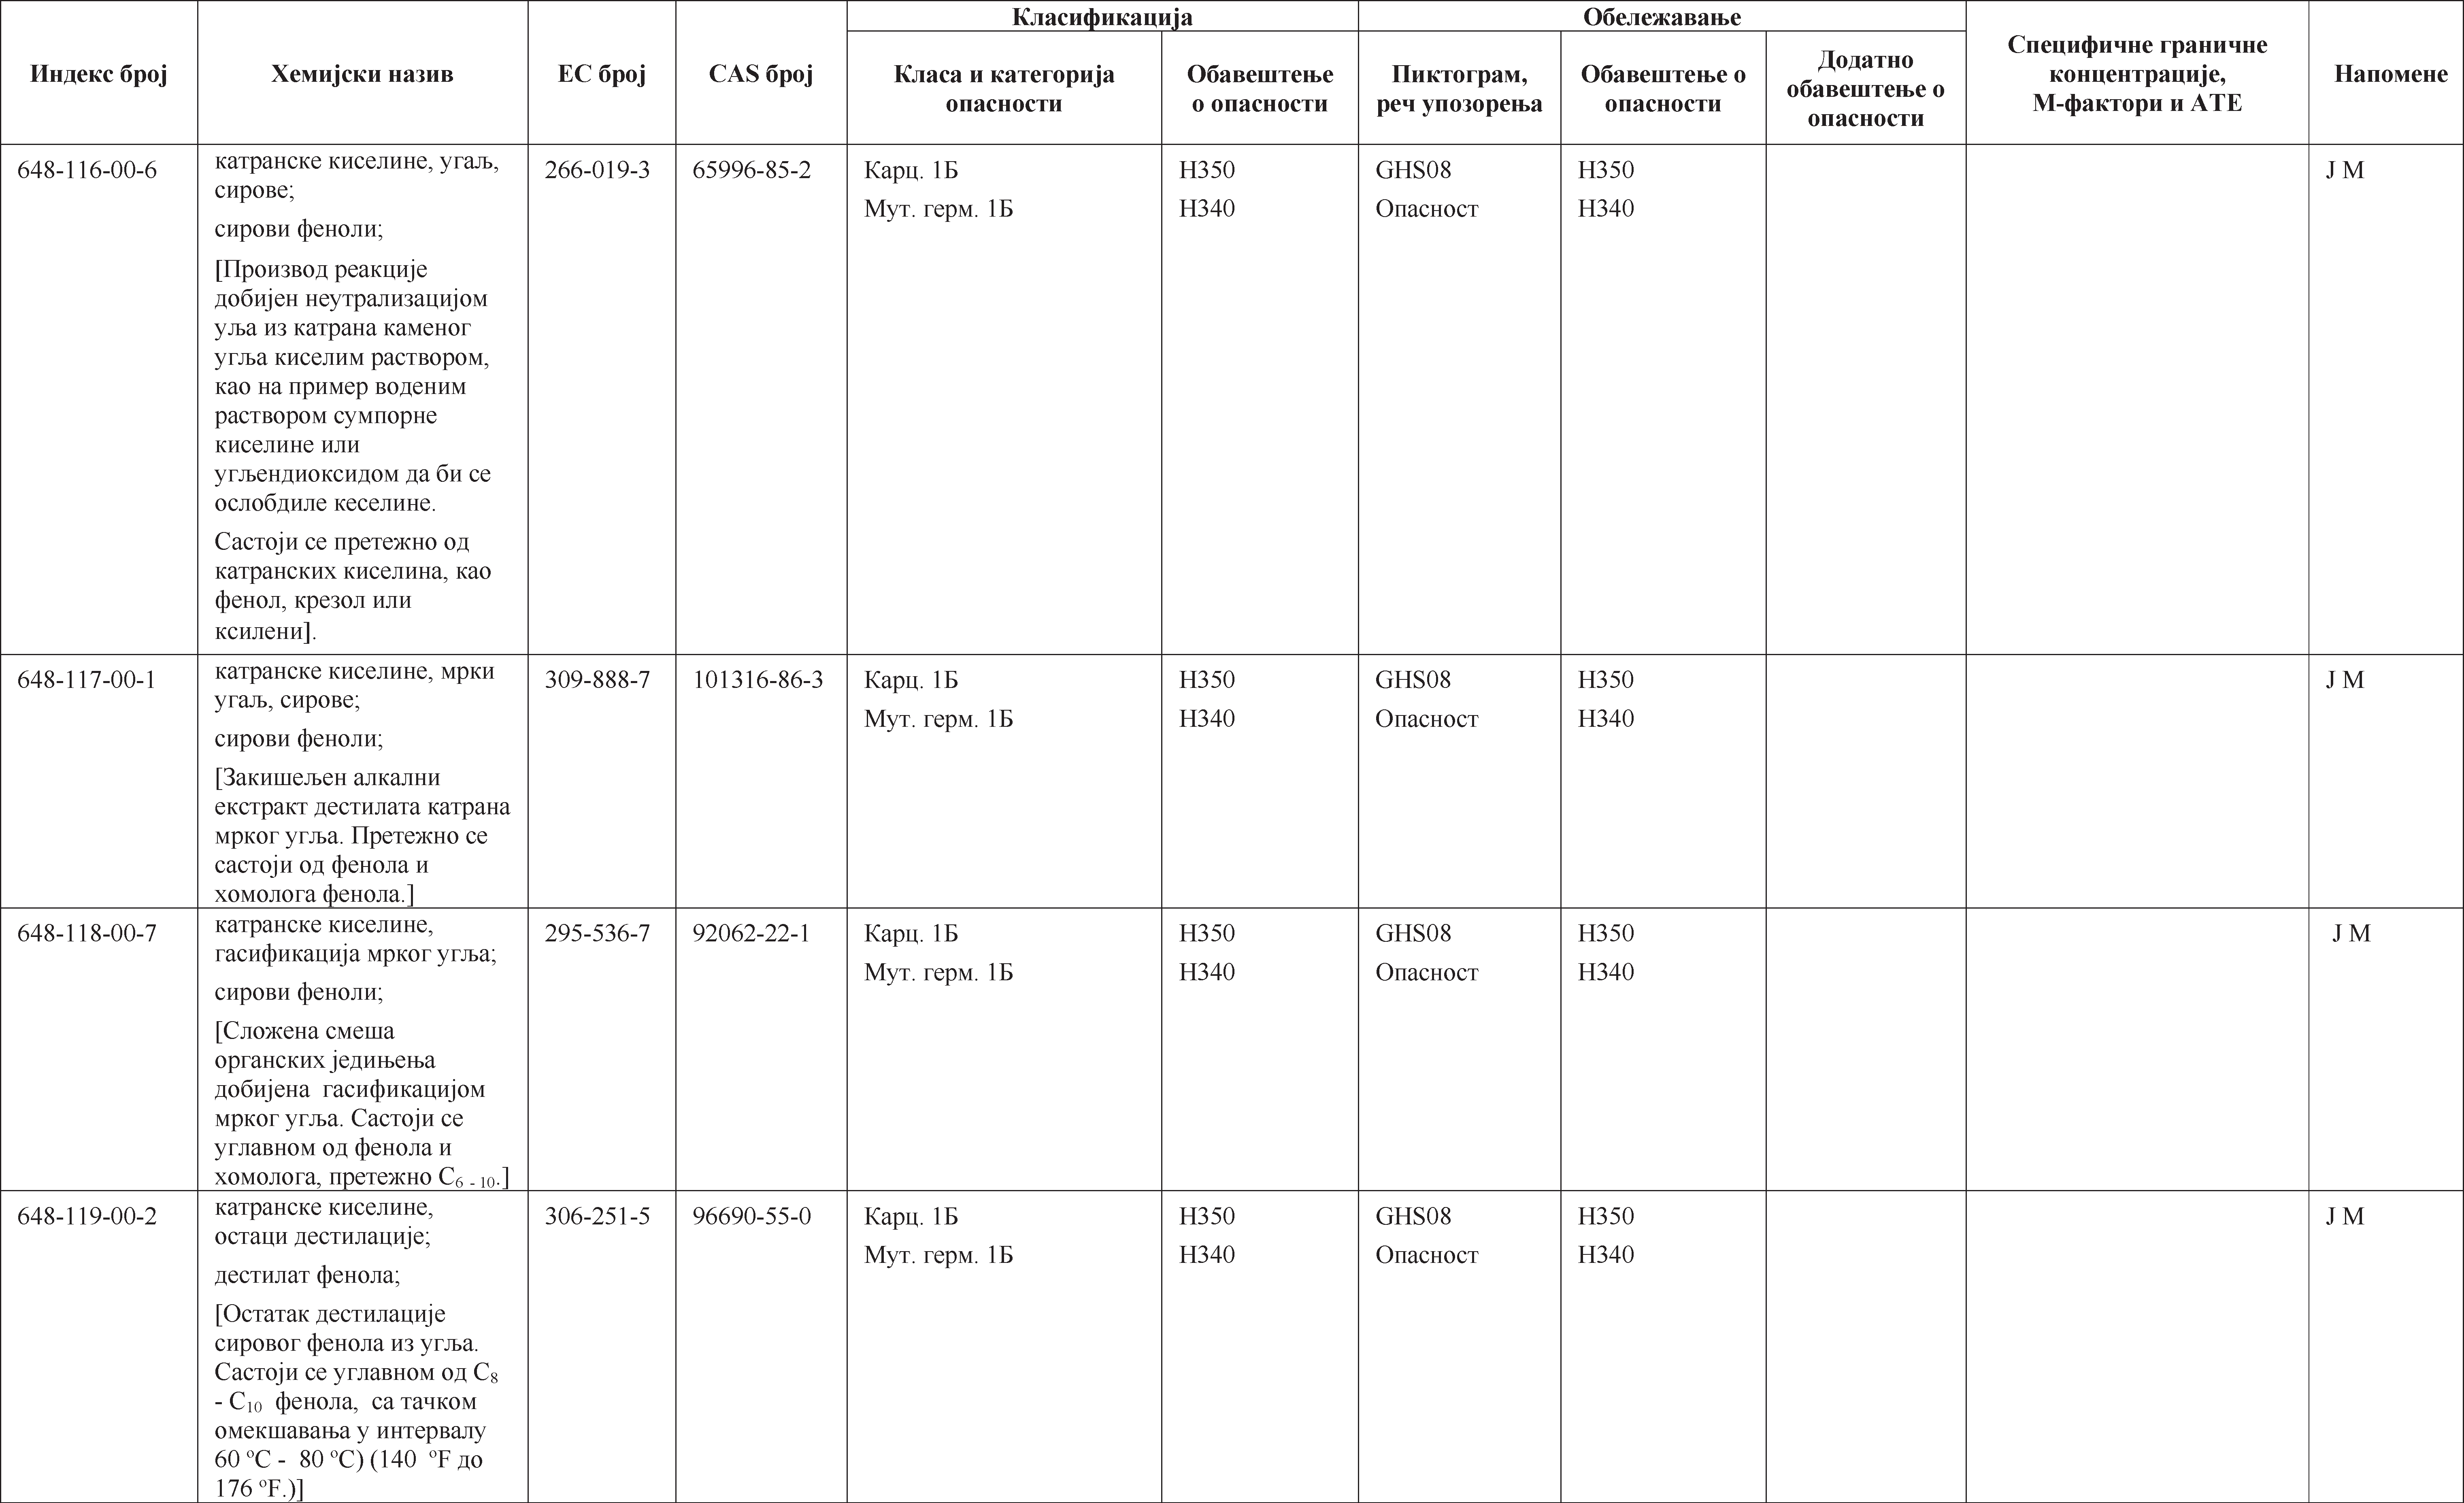 Индекс број
Хемијски назив
ЕС број
CAS број
Класификација
Класа и категорија
опасности
Обавештење
о опасности
Обележавање
Пиктограм,
реч упозорења
Обавештење о
опасности
Додатно
обавештење о
опасности
Специфичне граничне
концентрације,
М-фактори и АТЕ
Напомене
648-116-00-6
катранске киселине, угаљ,
сирове;
сирови феноли;
[Производ реакције
добијен неутрализацијом
уља из катрана каменог
угља киселим раствором,
као на пример воденим
раствором сумпорне
киселине или
угљендиоксидом да би се
ослобдиле кеселине.
Састоји се претежно од
катранских киселина, као
фенол, крезол или
ксилени].
266-019-3
65996-85-2
Карц. 1Б
Мут. герм. 1Б
H350
H340
GHS08
Опасност
H350
H340
J M
648-117-00-1
катранске киселине, мрки
угаљ, сирове;
сирови феноли;
[Закишељен алкални
екстракт дестилата катрана
мрког угља. Претежно се
састоји од фенола и
хомолога фенола.]
309-888-7
101316-86-3
Карц. 1Б
Мут. герм. 1Б
H350
H340
GHS08
Опасност
H350
H340
J M
648-118-00-7
катранске киселине,
гасификација мрког угља;
сирови феноли;
[Сложена смеша
органских једињења
добијена  гасификацијом
мрког угља. Састоји се
углавном од фенола и
хомолога, претежно C6 - 10.]
295-536-7
92062-22-1
Карц. 1Б
Мут. герм. 1Б
H350
H340
GHS08
Опасност
H350
H340
J M
648-119-00-2
катранске киселине,
остаци дестилације;
дестилат фенола;
[Остатак дестилације
сировог фенола из угља.
Састоји се углавном од C8
- C10  фенола,  са тачком
омекшавања у интервалу
60 ºC -  80 ºC) (140  ºF до
176 ºF.)]
306-251-5
96690-55-0
Карц. 1Б
Мут. герм. 1Б
H350
H340
GHS08
Опасност
H350
H340
J M